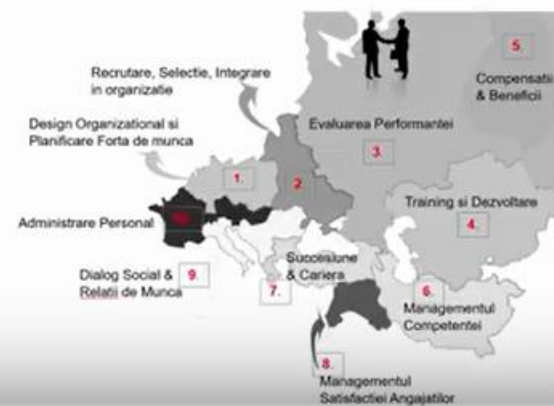 5.
Compensatii
& Beneficii
Recrutare, Selectie, Integrare
in organizatie
Design Organizational si
Planificare Forta de munca
Evaluarea Performantei
3.
1.
2.
Training si Dezvoltare
4.
Administrare Personal
Dialog Social &
Relatii de Munca
9.
Succesiune
& Cariera
7.
6.
Managementul
Competentei
8.
Managementul
Satisfactiei Angajatilor